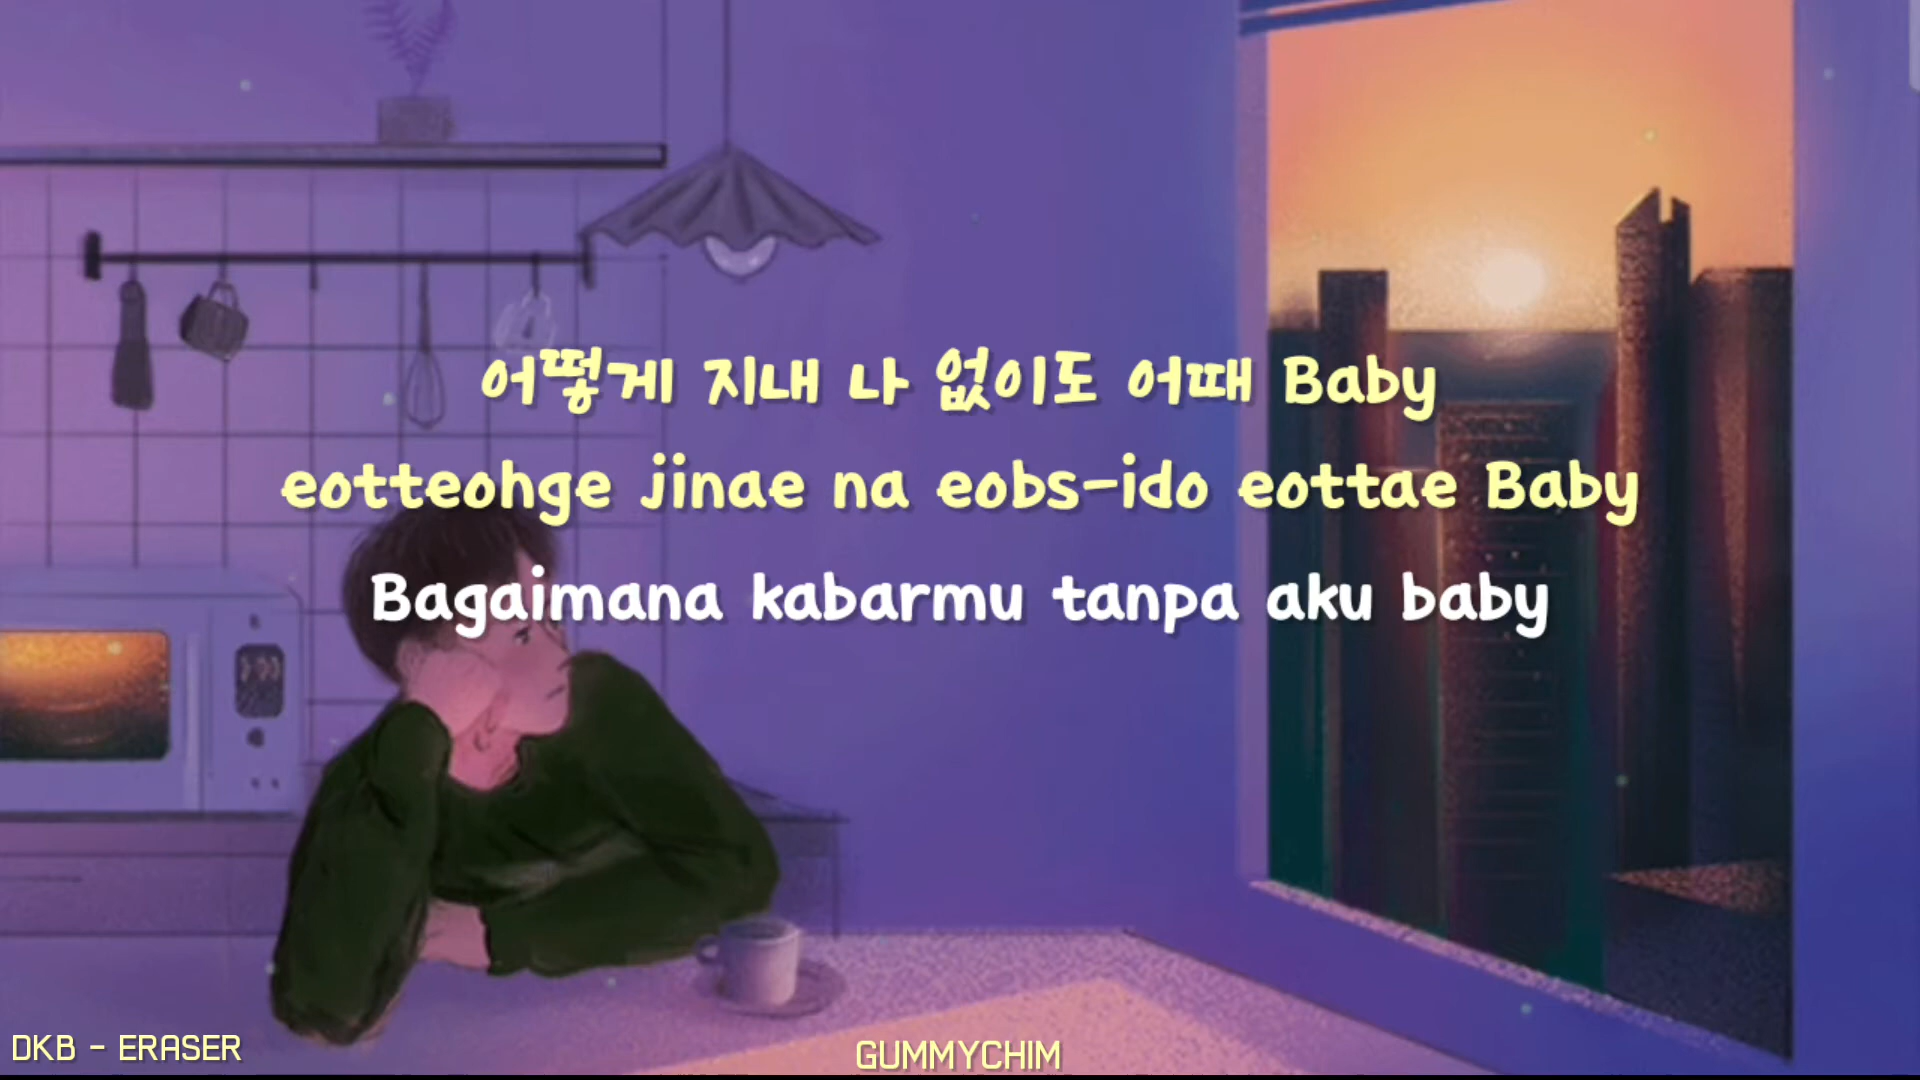 어떻게 지내 나 없이도 어때 Baby
eotteohge jinae na eobs-ido eottae Baby
Bagaimana kabarmu tanpa aku baby
DKB - ERASER
GUMMYCHIM